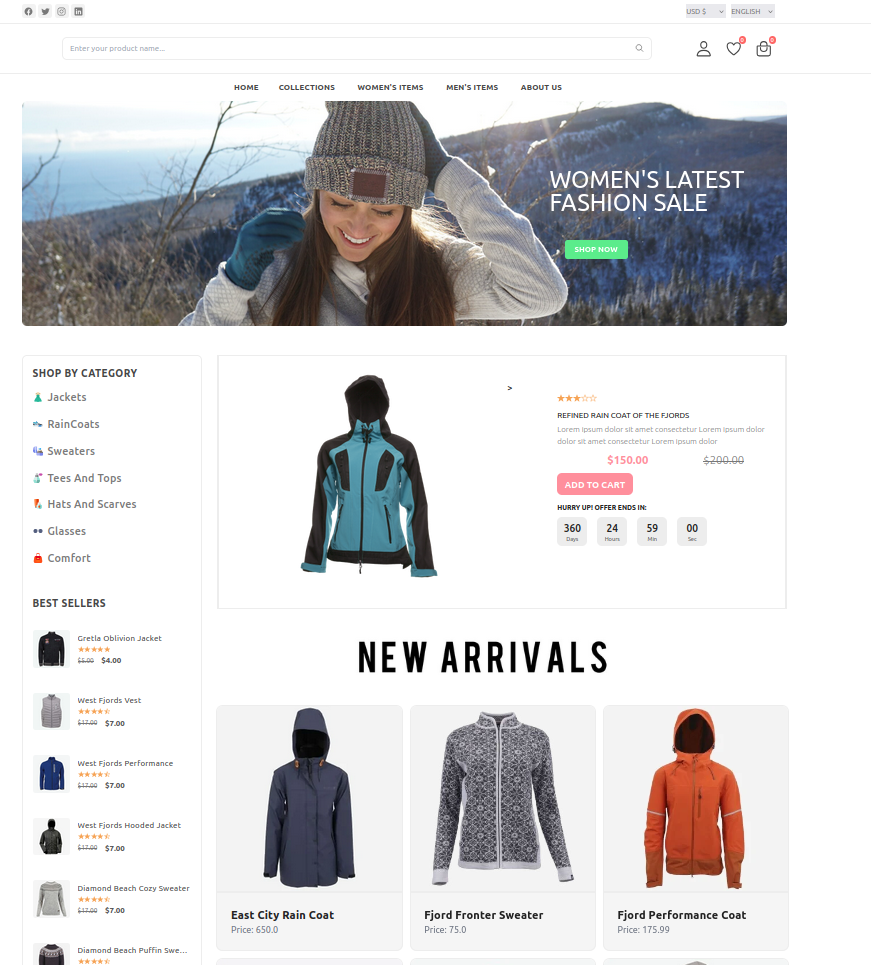 USD $ ENGLISH
Enter your product name...
0 0
HOME COLLECTIONS WOMEN'S ITEMS MEN'S ITEMS ABOUT US
WOMEN'S LATEST
FASHION SALE
SHOP NOW
SHOP BY CATEGORY
Jackets
RainCoats
Sweaters
Tees And Tops
Hats And Scarves
Glasses
Comfort
BEST SELLERS
Gretla Oblivion Jacket
$5.00 $4.00
West Fjords Vest
$17.00 $7.00
West Fjords Performance
$17.00 $7.00
West Fjords Hooded Jacket
$17.00 $7.00
Diamond Beach Cozy Sweater
$17.00 $7.00
Diamond Beach Puffin Swe...
>
REFINED RAIN COAT OF THE FJORDS
Lorem ipsum dolor sit amet consectetur Lorem ipsum dolor
dolor sit amet consectetur Lorem ipsum dolor
$150.00 $200.00
ADD TO CART
HURRY UP! OFFER ENDS IN:
360 24 59 00
Days Hours Min Sec
NEW ARRIVALS
East City Rain Coat
Price: 650.0
Fjord Fronter Sweater
Price: 75.0
Fjord Performance Coat
Price: 175.99